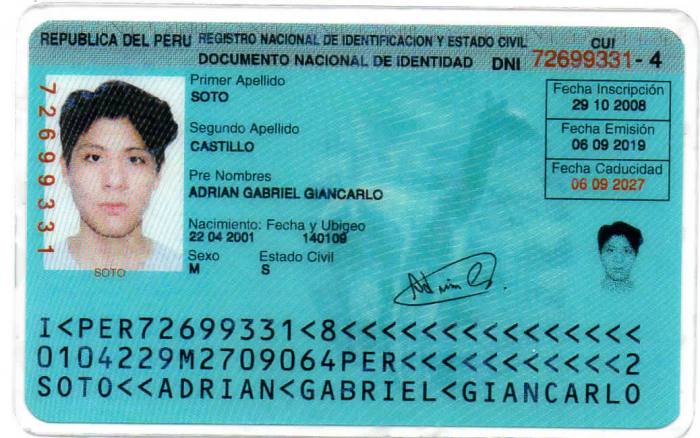 REPUBLICA DEL PERU REGISTRO NACIONAL DE IDENTIFICACION Y ESTADO CIVIL CUI
DOCUMENTO NACIONAL DE IDENTIDAD DNI 72699331 - 4
Primer Apellido
SOTO
Segundo Apellido
CASTILLO
Pre Nombres
ADRIAN GABRIEL GIANCARLO
Nacimiento: Fecha y Ubigeo
22 04 2001 140109
Sexo Estado Civil
M S
Fecha Inscripción
29 10 2008
Fecha Emisión
06 09 2019
Fecha Caducidad
06 09 2027
72699331
SOTO
Adrian G.
I<PER72699331<8<<<<<<<<<<<<<<<
0104229M2709064PER<<<<<<<<<<<2
SOTO<<ADRIAN<GABRIEL<GIANCARLO